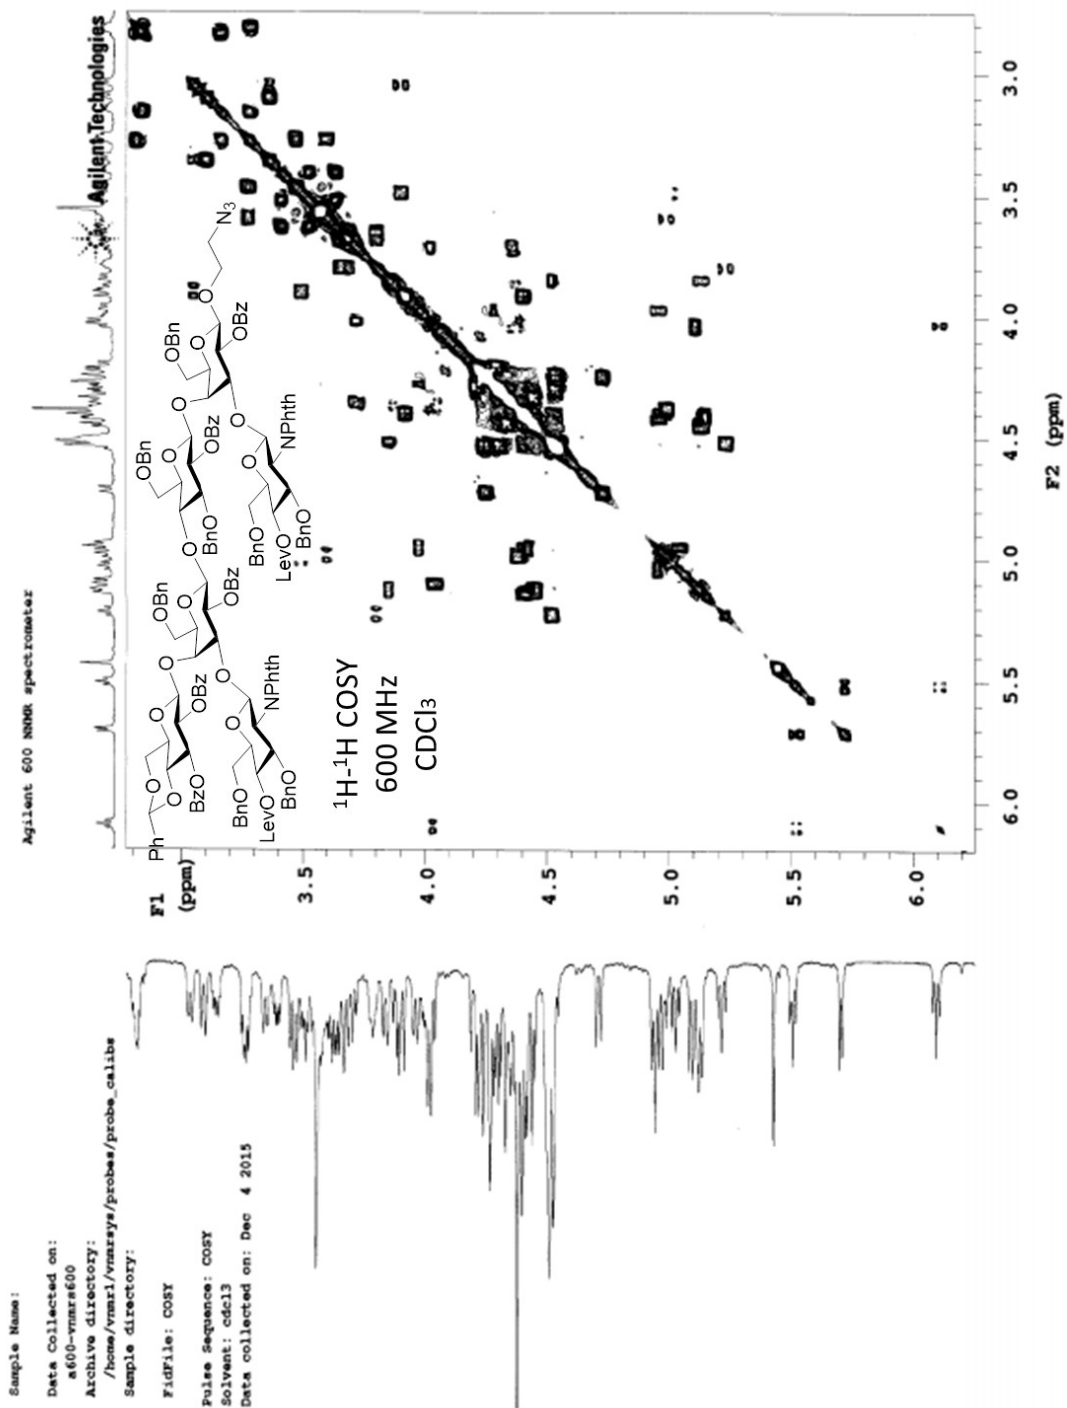 Agilent 600 NNMR spectrometer
Sample Name:
Data Collected on:
a600-vnmrs600
Archive directory:
/home/vnmr1/vnmrsys/probes/probe_calibs
Sample directory:
FidFile: COSY
Pulse Sequence: COSY
Solvent: cdcl3
Data collected on: Dec 4 2015
Agilent Technologies
N3
O
OBz
OBn
O
O
O
NPhth
O
OBz
OBn
O
BnO
LevO
BnO
BnO
O
O
OBz
OBn
O
O
O
NPhth
O
OBz
O
O
O
BzO
Ph
BnO
LevO
BnO
¹H-¹H COSY
600 MHz
CDCl₃
F1
(ppm)
3.5
4.0
4.5
5.0
5.5
6.0
3.0
3.5
4.0
4.5
5.0
5.5
6.0
F2 (ppm)